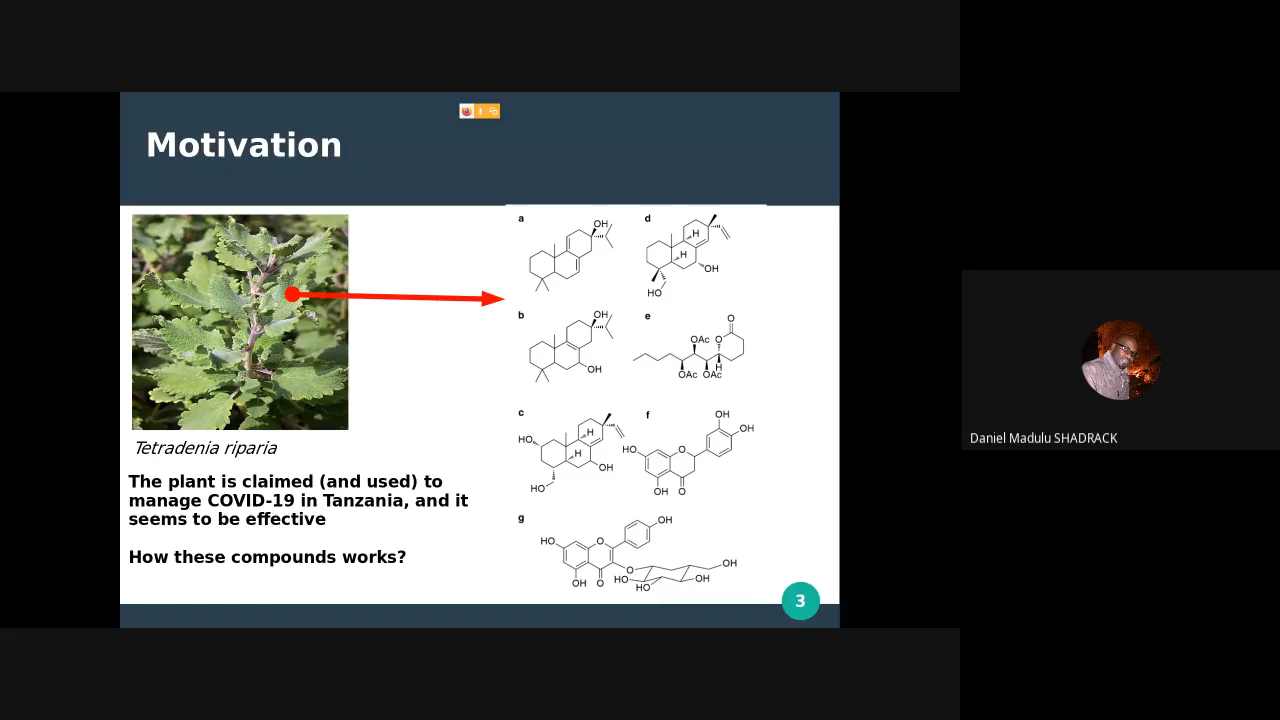 Motivation
Tetradenia riparia
The plant is claimed (and used) to
manage COVID-19 in Tanzania, and it
seems to be effective
How these compounds works?
a
OH
b
OH
OH
c
HO
H
H
OH
HO
d
H
H
OH
HO
e
O
OAc
O
H
OAc
OAc
f
OH
OH
HO
O
OH
O
g
OH
HO
O
O
OH
O
HO
HO
OH
OH
3
Daniel Madulu SHADRACK